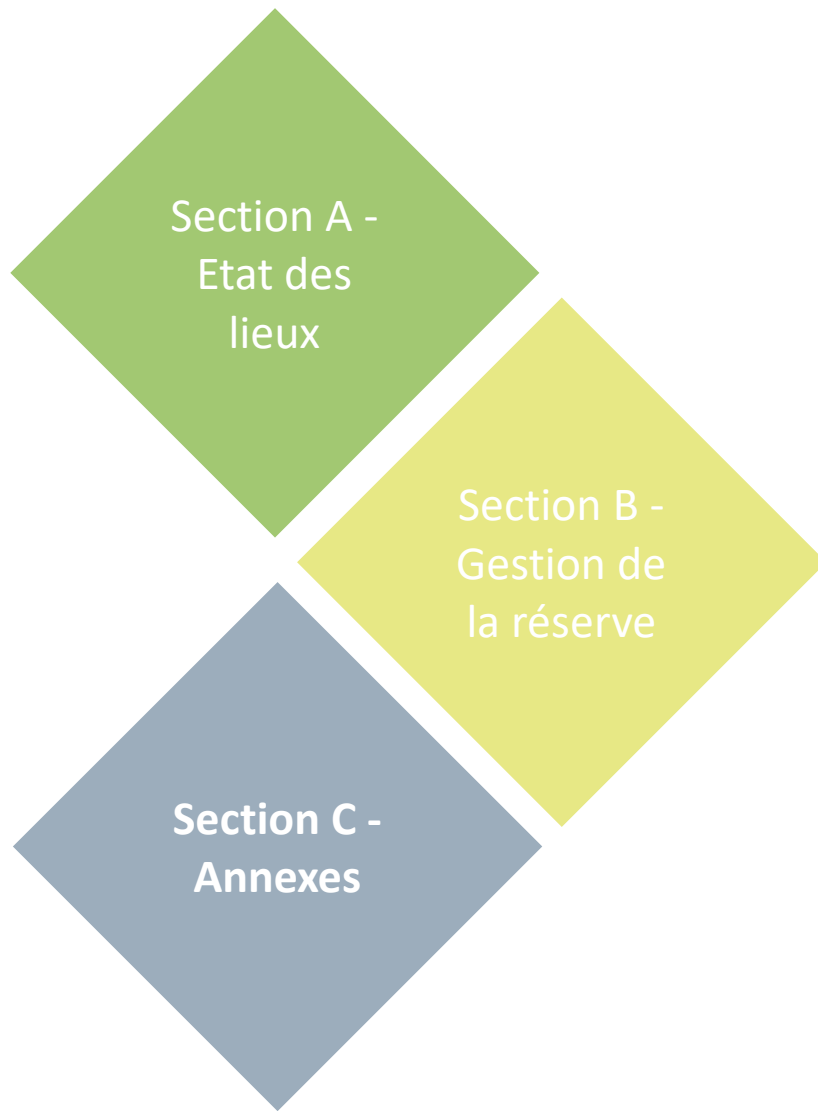 Section A -
Etat des
lieux
Section B -
Gestion de
la réserve
Section C -
Annexes